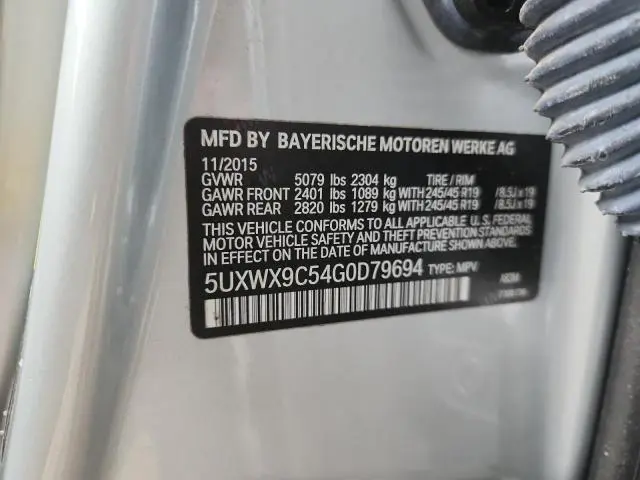 MFD BY BAYERISCHE MOTOREN WERKE AG
11/2015
GVWR 5079 lbs 2304 kg TIRE / RIM
GAWR FRONT 2401 lbs 1089 kg WITH 245/45 R19 / 8.5J x 19
GAWR REAR 2820 lbs 1279 kg WITH 245/45 R19 / 8.5J x 19
THIS VEHICLE CONFORMS TO ALL APPLICABLE U. S. FEDERAL
MOTOR VEHICLE SAFETY AND THEFT PREVENTION STANDARDS
IN EFFECT ON THE DATE OF MANUFACTURE SHOWN ABOVE.
5UXWX9C54G0D79694 TYPE: MPV